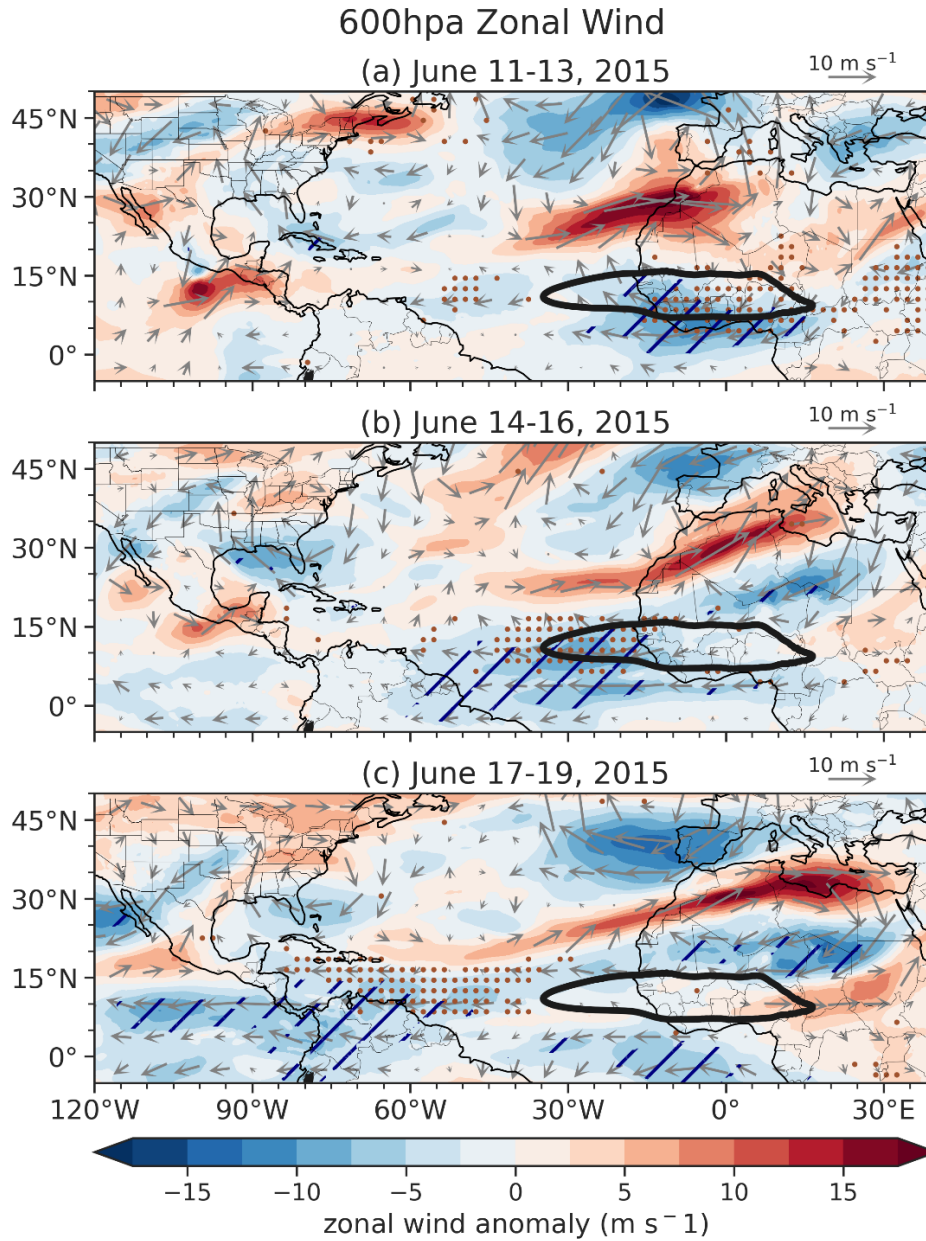 600hpa Zonal Wind
(a) June 11-13, 2015
10 m s⁻¹
45°N
30°N
15°N
0°
(b) June 14-16, 2015
10 m s⁻¹
45°N
30°N
15°N
0°
(c) June 17-19, 2015
10 m s⁻¹
45°N
30°N
15°N
0°
120°W 90°W 60°W 30°W 0° 30°E
−15 −10 −5 0 5 10 15
zonal wind anomaly (m s − 1)